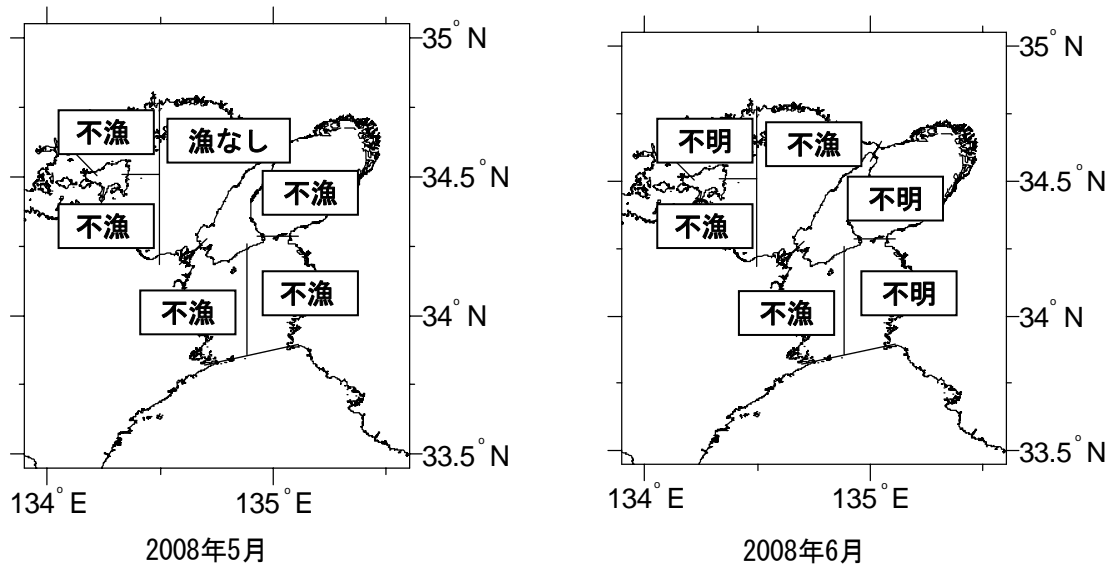 35° N
不漁
漁なし
34.5° N
不漁
不漁
34° N
不漁
不漁
33.5° N
134° E
135° E
2008年5月
35° N
不明
不漁
34.5° N
不明
不漁
34° N
不明
不漁
33.5° N
134° E
135° E
2008年6月